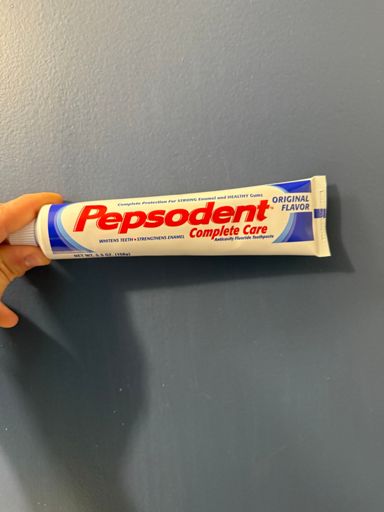 Complete Protection For STRONG Enamel and HEALTHY Gums
Pepsodent
ORIGINAL
FLAVOR
WHITENS TEETH • STRENGTHENS ENAMEL
Complete Care
Anticavity Fluoride Toothpaste
NET WT. 5.5 OZ. (156g)